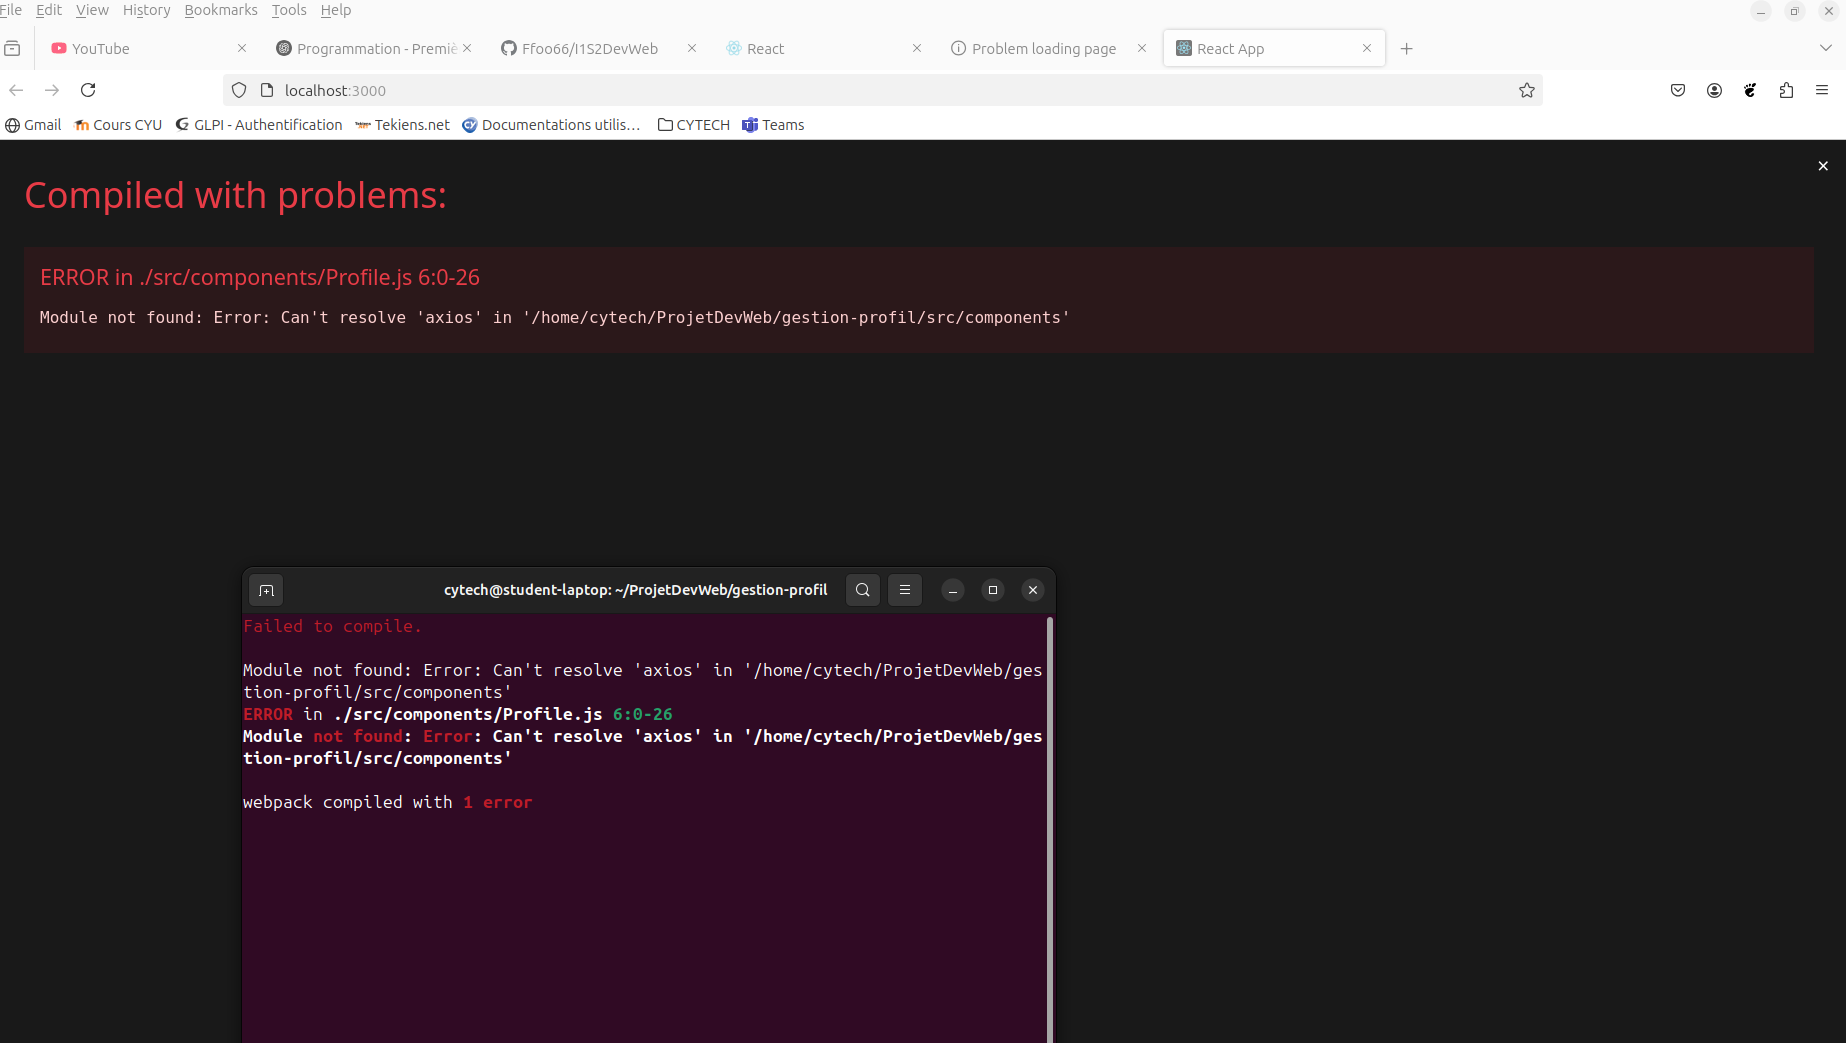 File Edit View History Bookmarks Tools Help
YouTube
Programmation - Premiè
Ffoo66/I1S2DevWeb
React
Problem loading page
React App
localhost:3000
Gmail
Cours CYU
GLPI - Authentification
Tekiens.net
Documentations utilis…
CYTECH
Teams
Compiled with problems:
ERROR in ./src/components/Profile.js 6:0-26
Module not found: Error: Can't resolve 'axios' in '/home/cytech/ProjetDevWeb/gestion-profil/src/components'
cytech@student-laptop: ~/ProjetDevWeb/gestion-profil
Failed to compile.
Module not found: Error: Can't resolve 'axios' in '/home/cytech/ProjetDevWeb/ges
tion-profil/src/components'
ERROR in ./src/components/Profile.js 6:0-26
Module not found: Error: Can't resolve 'axios' in '/home/cytech/ProjetDevWeb/ges
tion-profil/src/components'
webpack compiled with 1 error